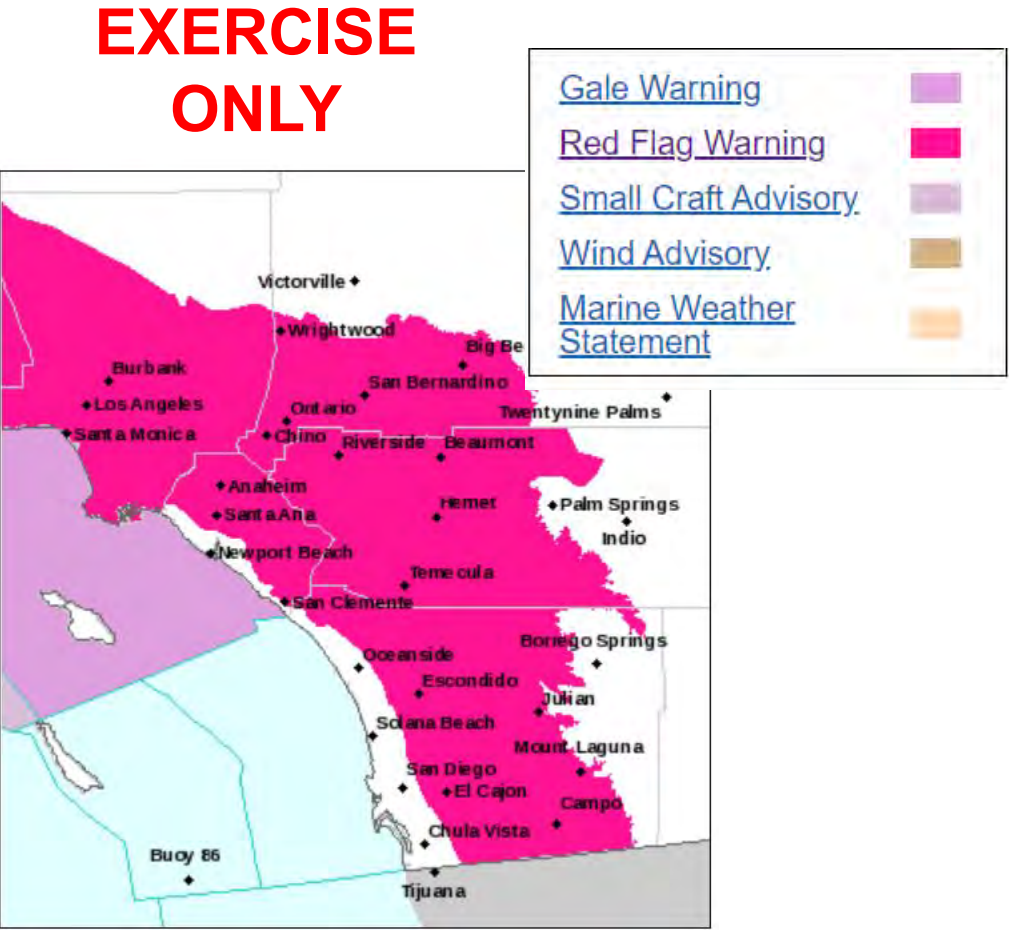 EXERCISE
ONLY
Gale Warning
Red Flag Warning
Small Craft Advisory
Wind Advisory
Marine Weather
Statement
Victorville
Wrightwood
Big Be
Burbank
San Bernardino
Los Angeles
Ontario
Twentynine Palms
Santa Monica
Chino
Riverside
Beaumont
Anaheim
Hemet
Palm Springs
Santa Ana
Indio
Newport Beach
Temecula
San Clemente
Borrego Springs
Oceanside
Escondido
Julian
Solana Beach
Mount Laguna
San Diego
El Cajon
Campo
Chula Vista
Buoy 86
Tijuana